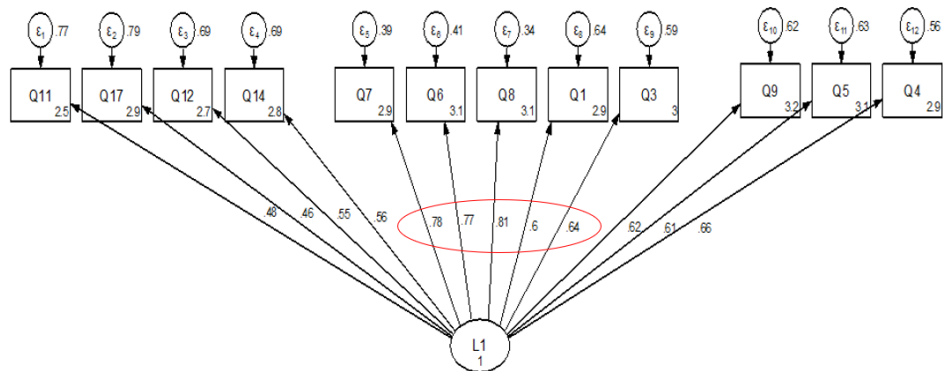 ε1 .77 ε2 .79 ε3 .69 ε4 .69 ε5 .39 ε6 .41 ε7 .34 ε8 .64 ε9 .59 ε10 .62 ε11 .63 ε12 .56
Q11 Q17 Q12 Q14 Q7 Q6 Q8 Q1 Q3 Q9 Q5 Q4
2.5 2.9 2.7 2.8 2.9 3.1 3.1 2.9 3 3.2 3.1 2.9
.48 .46 .55 .56 .78 .77 .81 .6 .64 .62 .61 .66
L1
1